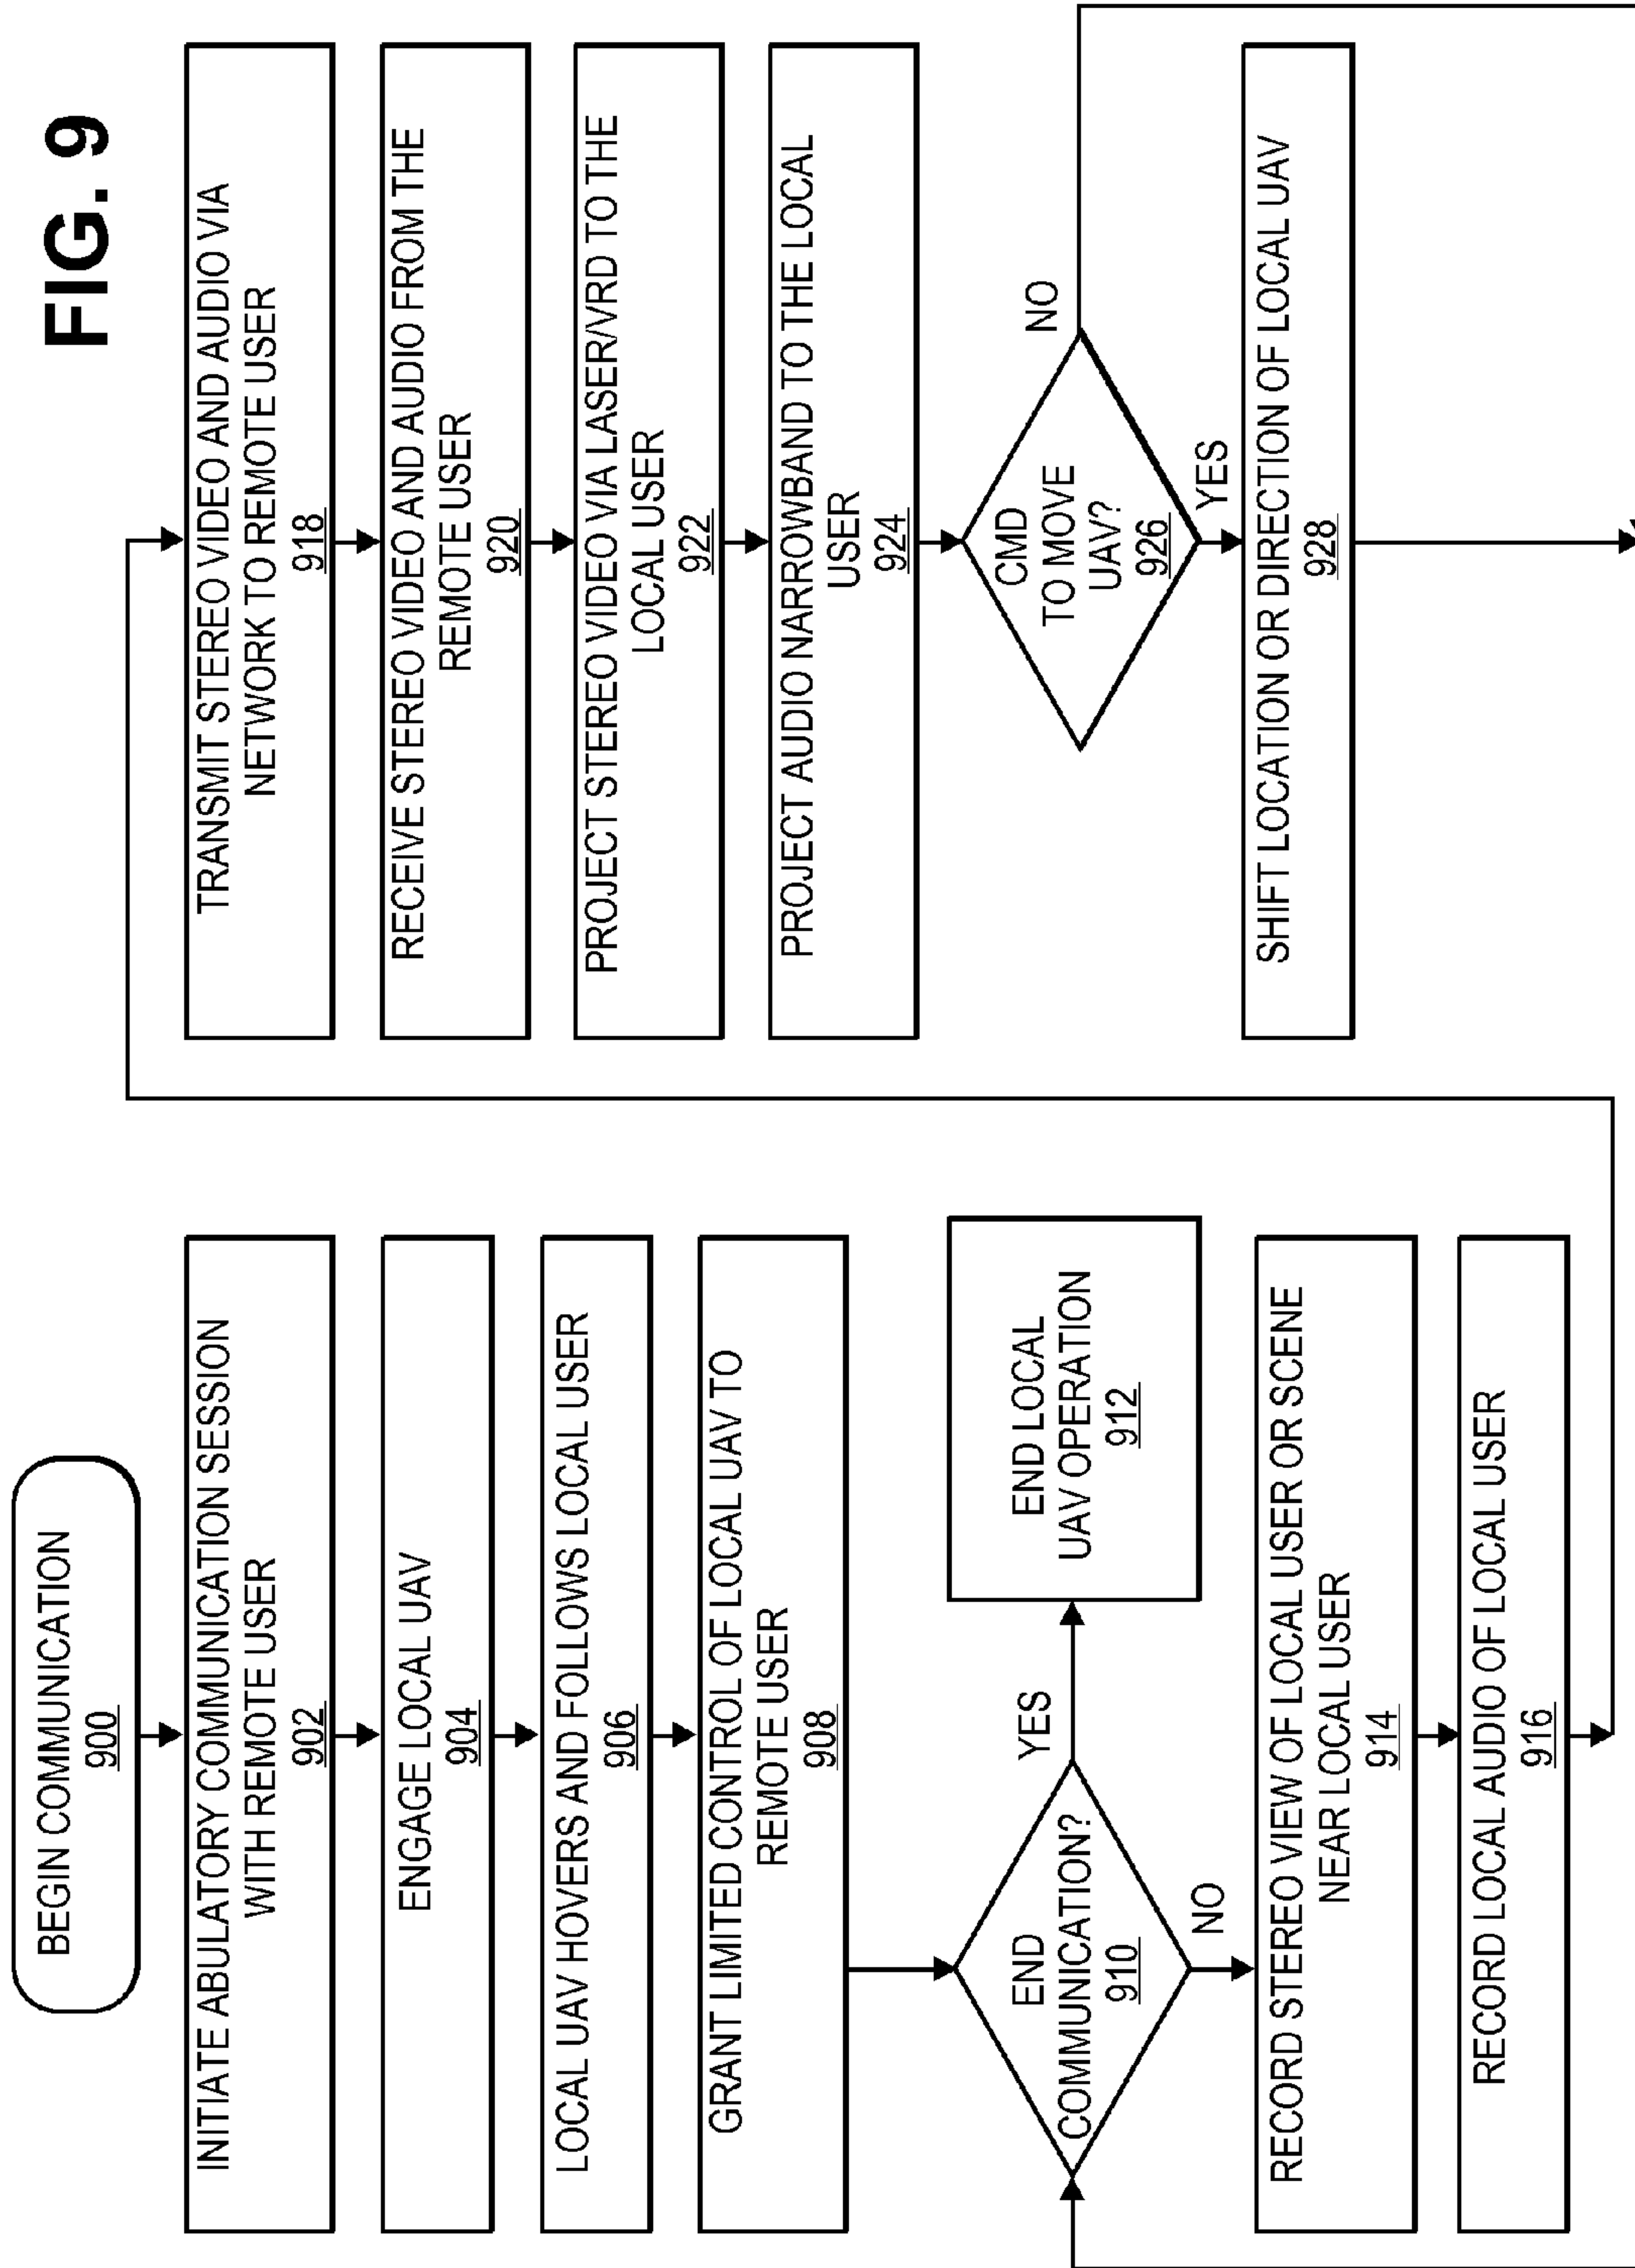 FIG. 9
BEGIN COMMUNICATION
900
INITIATE ABULATORY COMMUNICATION SESSION
WITH REMOTE USER
902
ENGAGE LOCAL UAV
904
LOCAL UAV HOVERS AND FOLLOWS LOCAL USER
906
GRANT LIMITED CONTROL OF LOCAL UAV TO
REMOTE USER
908
END
COMMUNICATION?
910
YES
NO
END LOCAL
UAV OPERATION
912
RECORD STEREO VIEW OF LOCAL USER OR SCENE
NEAR LOCAL USER
914
RECORD LOCAL AUDIO OF LOCAL USER
916
TRANSMIT STEREO VIDEO AND AUDIO VIA
NETWORK TO REMOTE USER
918
RECEIVE STEREO VIDEO AND AUDIO FROM THE
REMOTE USER
920
PROJECT STEREO VIDEO VIA LASER/VRD TO THE
LOCAL USER
922
PROJECT AUDIO NARROWBAND TO THE LOCAL
USER
924
CMD
TO MOVE
UAV?
926
NO
YES
SHIFT LOCATION OR DIRECTION OF LOCAL UAV
928